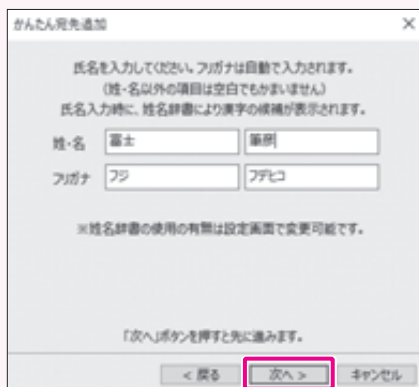 かんたん宛先追加
氏名を入力してください。フリガナは自動で入力されます。
(姓・名以外の項目は空白でもかまいません)
氏名入力時に、姓名辞書により漢字の候補が表示されます。
姓・名 富士 筆彦
フリガナ フジ フデヒコ
※姓名辞書の使用の有無は設定画面で変更可能です。
「次へ」ボタンを押すと先に進みます。
< 戻る 次へ > キャンセル